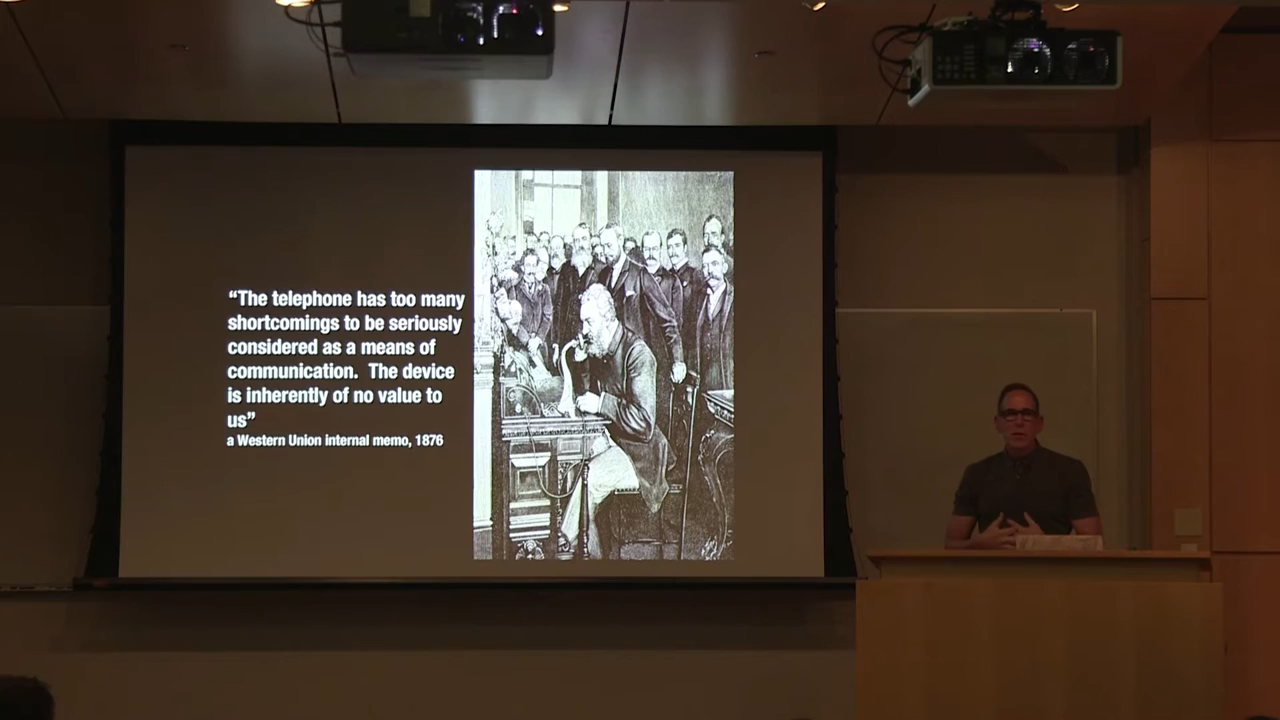 “The telephone has too many
shortcomings to be seriously
considered as a means of
communication.  The device
is inherently of no value to
us”
a Western Union internal memo, 1876